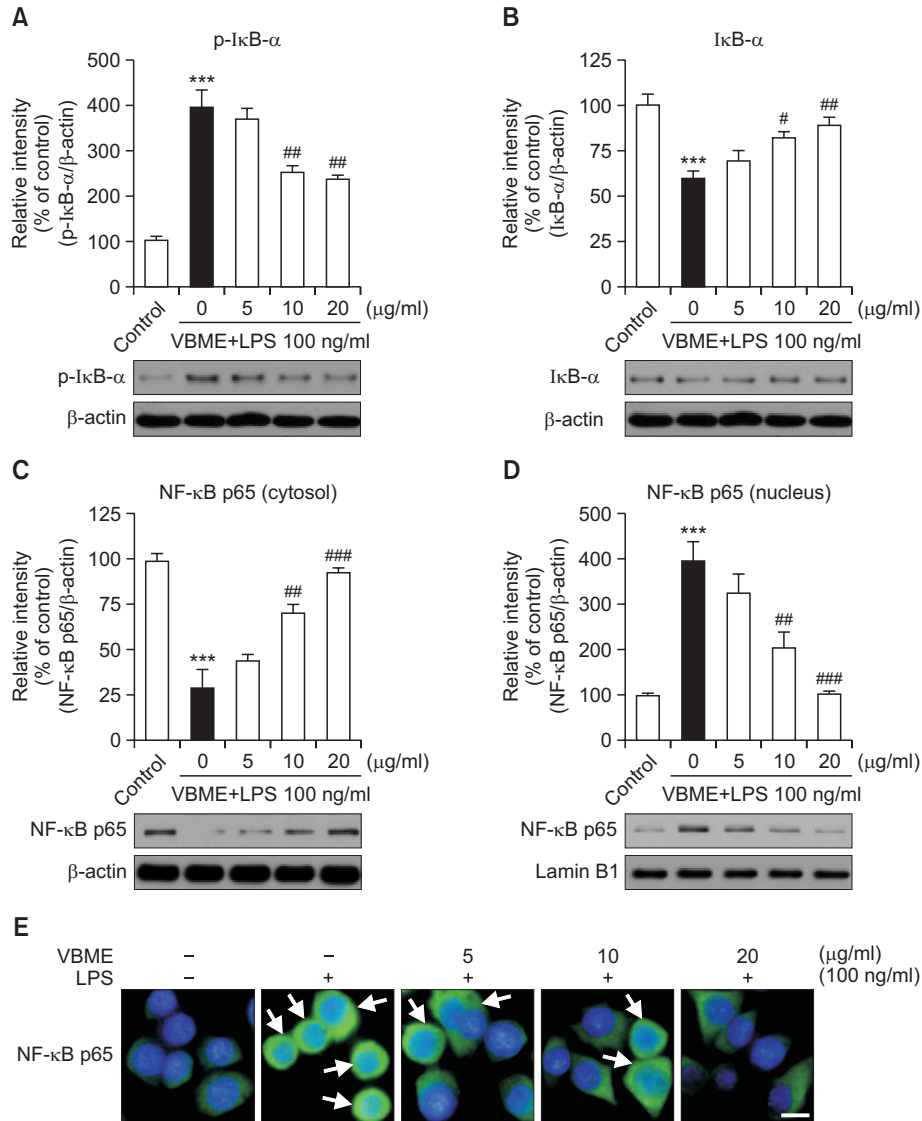 A
p-IκB-α
Relative intensity
(% of control)
(p-IκB-α/β-actin)
500
400
300
200
100
0
Control
0 5 10 20 (μg/ml)
VBME+LPS 100 ng/ml
***
##
##
p-IκB-α
β-actin
B
IκB-α
Relative intensity
(% of control)
(IκB-α/β-actin)
125
100
75
50
25
0
Control
0 5 10 20 (μg/ml)
VBME+LPS 100 ng/ml
***
#
##
IκB-α
β-actin
C
NF-κB p65 (cytosol)
Relative intensity
(% of control)
(NF-κB p65/β-actin)
125
100
75
50
25
0
Control
0 5 10 20 (μg/ml)
VBME+LPS 100 ng/ml
***
##
###
NF-κB p65
β-actin
D
NF-κB p65 (nucleus)
Relative intensity
(% of control)
(NF-κB p65/β-actin)
500
400
300
200
100
0
Control
0 5 10 20 (μg/ml)
VBME+LPS 100 ng/ml
***
##
###
NF-κB p65
Lamin B1
E
VBME – – 5 10 20 (μg/ml)
LPS – + + + + (100 ng/ml)
NF-κB p65